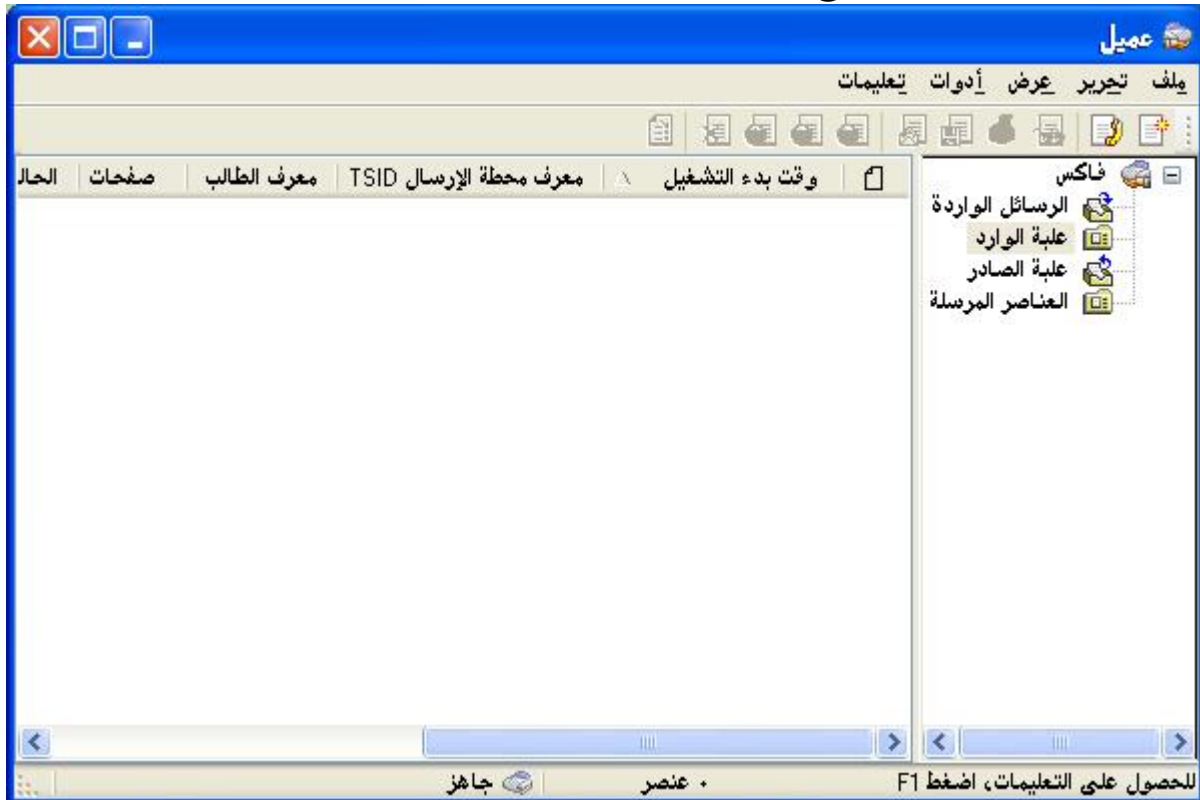 عميل
ملف تحرير عرض أدوات تعليمات
فاكس
الرسائل الواردة
علبة الوارد
علبة الصادر
العناصر المرسلة
وقت بدء التشغيل معرف محطة الإرسال TSID معرف الطالب صفحات الحال
للحصول على التعليمات، اضغط F1 ٠ عنصر جاهز